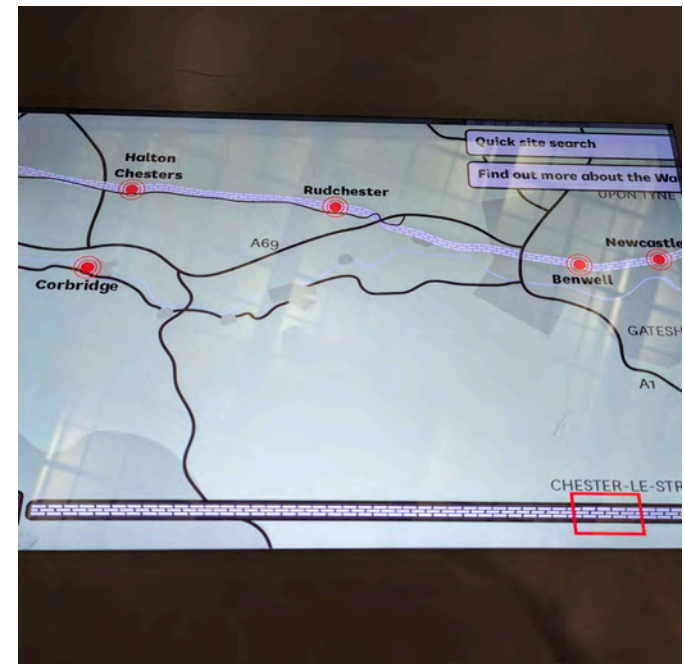 Quick site search
Find out more about the Wa
UPON TYNE
Halton
Chesters
Rudchester
A69
Newcastle
Corbridge
Benwell
GATESH
A1
CHESTER-LE-STR